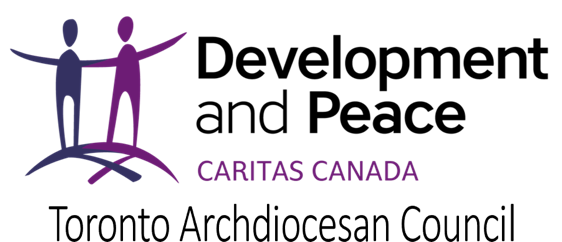 Development
and Peace
CARITAS CANADA
Toronto Archdiocesan Council